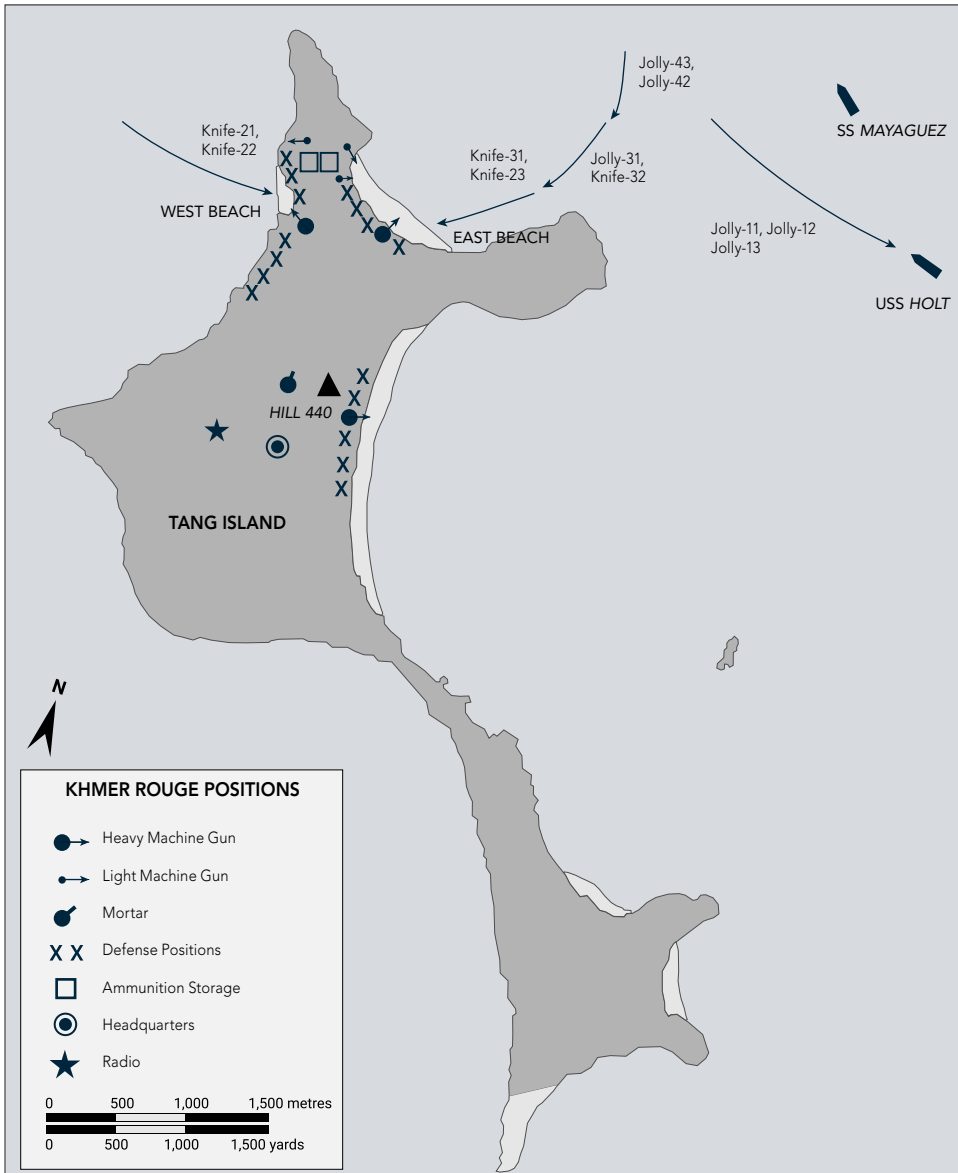 Jolly-43,
Jolly-42
SS MAYAGUEZ
Knife-21,
Knife-22
Knife-31,
Knife-23
Jolly-31,
Knife-32
WEST BEACH
EAST BEACH
Jolly-11, Jolly-12
Jolly-13
USS HOLT
X
X
X
X
X
X
X
X
X
X
X
X
X
HILL 440
X
X
X
TANG ISLAND
N
KHMER ROUGE POSITIONS
Heavy Machine Gun
Light Machine Gun
Mortar
X X Defense Positions
Ammunition Storage
Headquarters
Radio
0 500 1,000 1,500 metres
0 500 1,000 1,500 yards